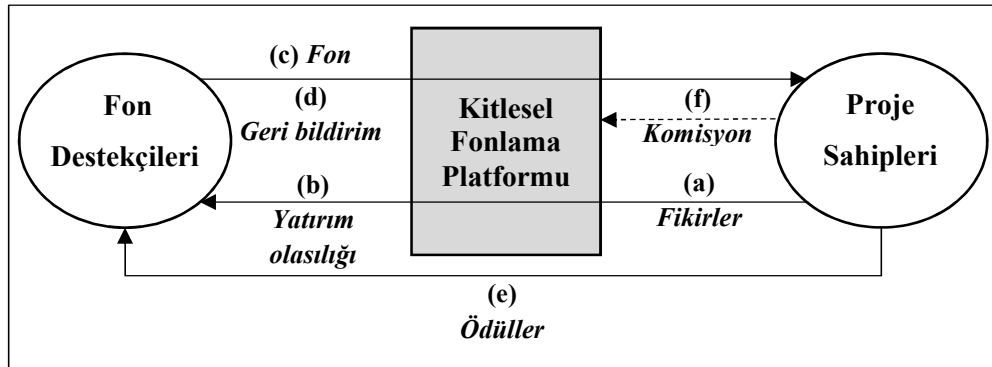 Fon
Destekçileri
(c) Fon
(d)
Geri bildirim
(b)
Yatırım
olasılığı
Kitlesel
Fonlama
Platformu
(f)
Komisyon
(a)
Fikirler
Proje
Sahipleri
(e)
Ödüller